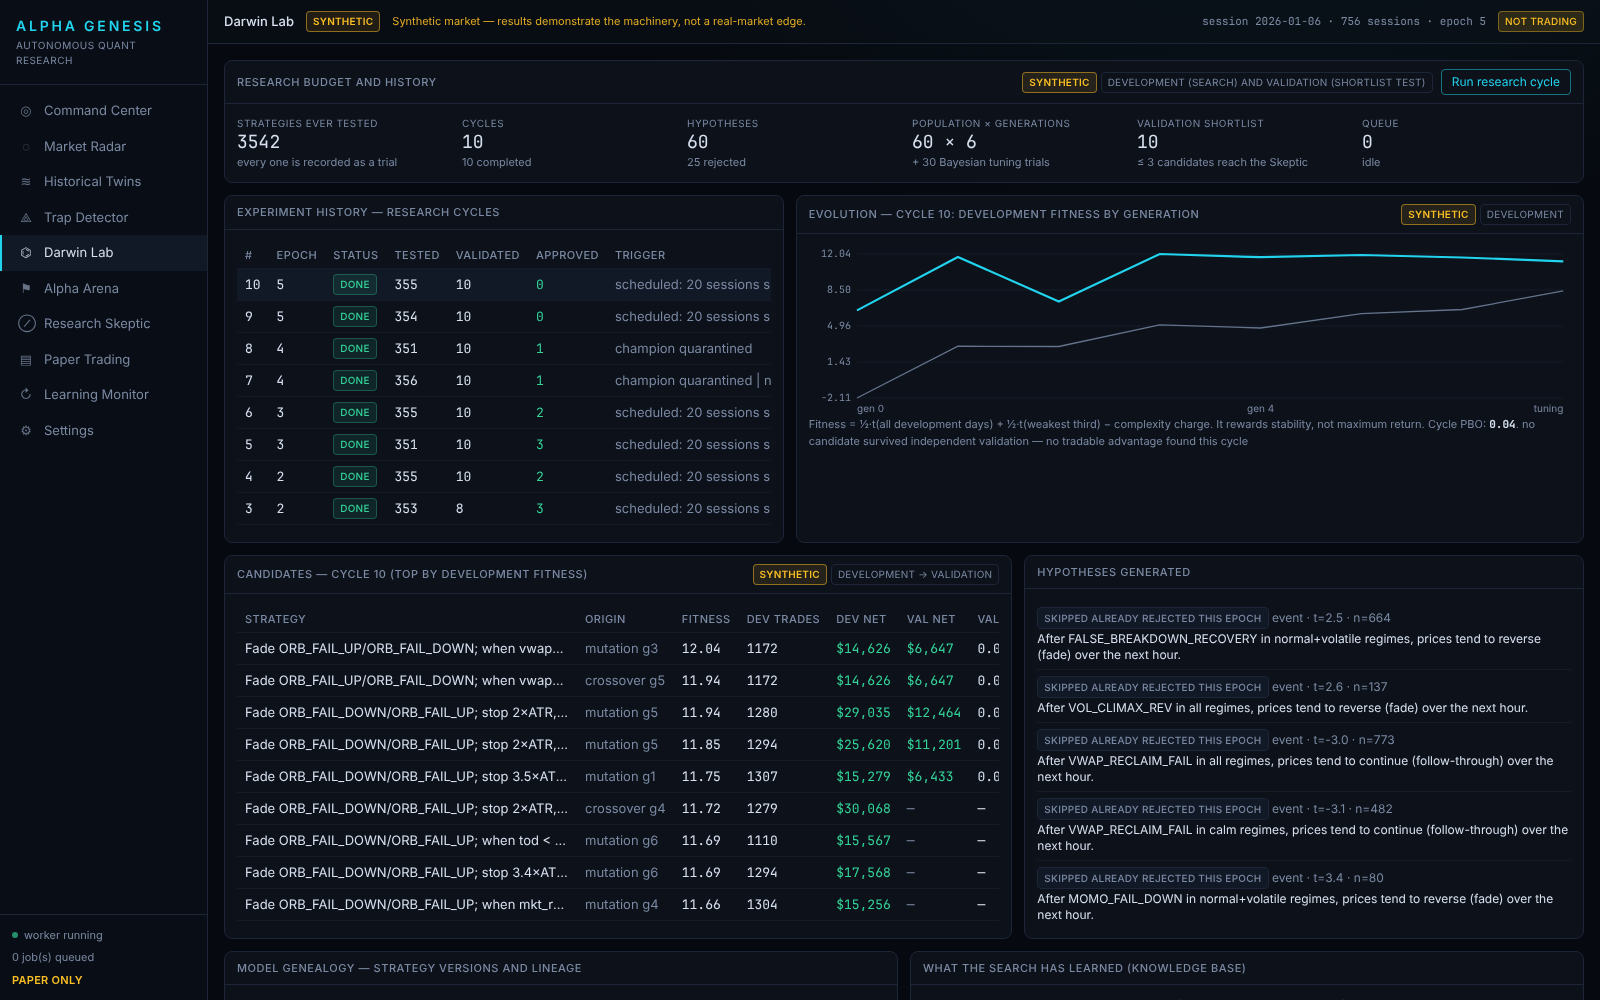 ALPHA GENESIS
AUTONOMOUS QUANT
RESEARCH
Command Center
Market Radar
Historical Twins
Trap Detector
Darwin Lab
Alpha Arena
Research Skeptic
Paper Trading
Learning Monitor
Settings
worker running
0 job(s) queued
PAPER ONLY
Darwin Lab SYNTHETIC Synthetic market — results demonstrate the machinery, not a real-market edge. session 2026-01-06 · 756 sessions · epoch 5 NOT TRADING
RESEARCH BUDGET AND HISTORY SYNTHETIC DEVELOPMENT (SEARCH) AND VALIDATION (SHORTLIST TEST) Run research cycle
STRATEGIES EVER TESTED CYCLES HYPOTHESES POPULATION × GENERATIONS VALIDATION SHORTLIST QUEUE
3542 10 60 60 × 6 10 0
every one is recorded as a trial 10 completed 25 rejected + 30 Bayesian tuning trials ≤ 3 candidates reach the Skeptic idle
EXPERIMENT HISTORY — RESEARCH CYCLES
# EPOCH STATUS TESTED VALIDATED APPROVED TRIGGER
10 5 DONE 355 10 0 scheduled: 20 sessions s
9 5 DONE 354 10 0 scheduled: 20 sessions s
8 4 DONE 351 10 1 champion quarantined
7 4 DONE 356 10 1 champion quarantined | n
6 3 DONE 355 10 2 scheduled: 20 sessions s
5 3 DONE 351 10 3 scheduled: 20 sessions s
4 2 DONE 355 10 2 scheduled: 20 sessions s
3 2 DONE 353 8 3 scheduled: 20 sessions s
EVOLUTION — CYCLE 10: DEVELOPMENT FITNESS BY GENERATION SYNTHETIC DEVELOPMENT
12.04
8.50
4.96
1.43
-2.11
gen 0 gen 4 tuning
Fitness = ½·t(all development days) + ½·t(weakest third) − complexity charge. It rewards stability, not maximum return. Cycle PBO: 0.04. no
candidate survived independent validation — no tradable advantage found this cycle
CANDIDATES — CYCLE 10 (TOP BY DEVELOPMENT FITNESS) SYNTHETIC DEVELOPMENT → VALIDATION
STRATEGY ORIGIN FITNESS DEV TRADES DEV NET VAL NET VAL
Fade ORB_FAIL_UP/ORB_FAIL_DOWN; when vwap... mutation g3 12.04 1172 $14,626 $6,647 0.0
Fade ORB_FAIL_UP/ORB_FAIL_DOWN; when vwap... crossover g5 11.94 1172 $14,626 $6,647 0.0
Fade ORB_FAIL_DOWN/ORB_FAIL_UP; stop 2×ATR,... mutation g5 11.94 1280 $29,035 $12,464 0.0
Fade ORB_FAIL_DOWN/ORB_FAIL_UP; stop 2×ATR,... mutation g5 11.85 1294 $25,620 $11,201 0.0
Fade ORB_FAIL_DOWN/ORB_FAIL_UP; stop 3.5×AT... mutation g1 11.75 1307 $15,279 $6,433 0.0
Fade ORB_FAIL_DOWN/ORB_FAIL_UP; stop 2×ATR,... crossover g4 11.72 1279 $30,068 — —
Fade ORB_FAIL_DOWN/ORB_FAIL_UP; when tod < ... mutation g6 11.69 1110 $15,567 — —
Fade ORB_FAIL_DOWN/ORB_FAIL_UP; stop 3.4×AT... mutation g6 11.69 1294 $17,568 — —
Fade ORB_FAIL_DOWN/ORB_FAIL_UP; when mkt_r... mutation g4 11.66 1304 $15,256 — —
HYPOTHESES GENERATED
SKIPPED ALREADY REJECTED THIS EPOCH event · t=2.5 · n=664
After FALSE_BREAKDOWN_RECOVERY in normal+volatile regimes, prices tend to reverse
(fade) over the next hour.
SKIPPED ALREADY REJECTED THIS EPOCH event · t=2.6 · n=137
After VOL_CLIMAX_REV in all regimes, prices tend to reverse (fade) over the next hour.
SKIPPED ALREADY REJECTED THIS EPOCH event · t=-3.0 · n=773
After VWAP_RECLAIM_FAIL in all regimes, prices tend to continue (follow-through) over the
next hour.
SKIPPED ALREADY REJECTED THIS EPOCH event · t=-3.1 · n=482
After VWAP_RECLAIM_FAIL in calm regimes, prices tend to continue (follow-through) over the
next hour.
SKIPPED ALREADY REJECTED THIS EPOCH event · t=3.4 · n=80
After MOMO_FAIL_DOWN in normal+volatile regimes, prices tend to reverse (fade) over the
next hour.
MODEL GENEALOGY — STRATEGY VERSIONS AND LINEAGE
WHAT THE SEARCH HAS LEARNED (KNOWLEDGE BASE)